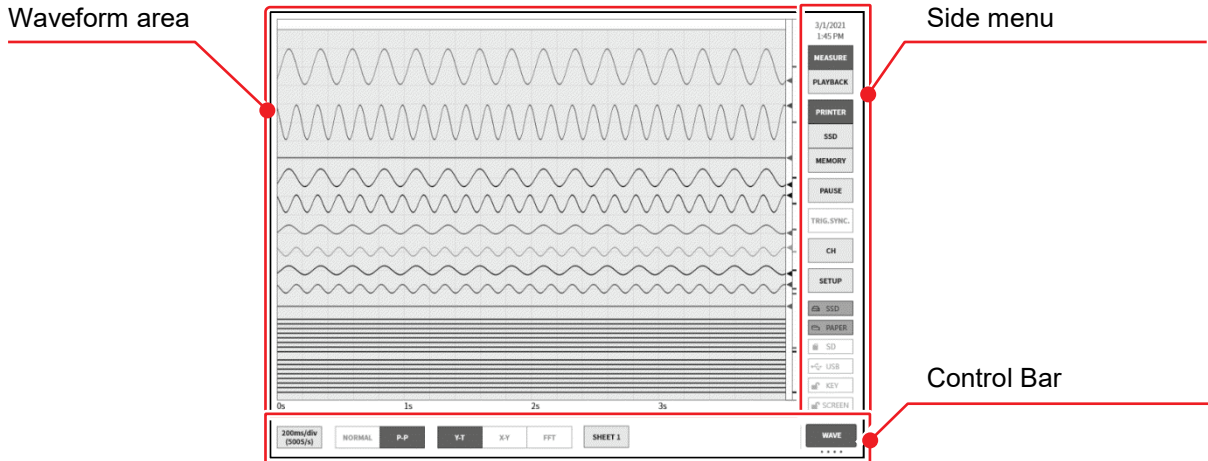 Waveform area
Side menu
3/1/2021
1:45 PM
MEASURE
PLAYBACK
PRINTER
SSD
MEMORY
PAUSE
TRIG.SYNC.
CH
SETUP
SSD
PAPER
SD
USB
KEY
SCREEN
Control Bar
0s 1s 2s 3s
200ms/div
(500S/s)
NORMAL P-P Y-T X-Y FFT SHEET 1 WAVE